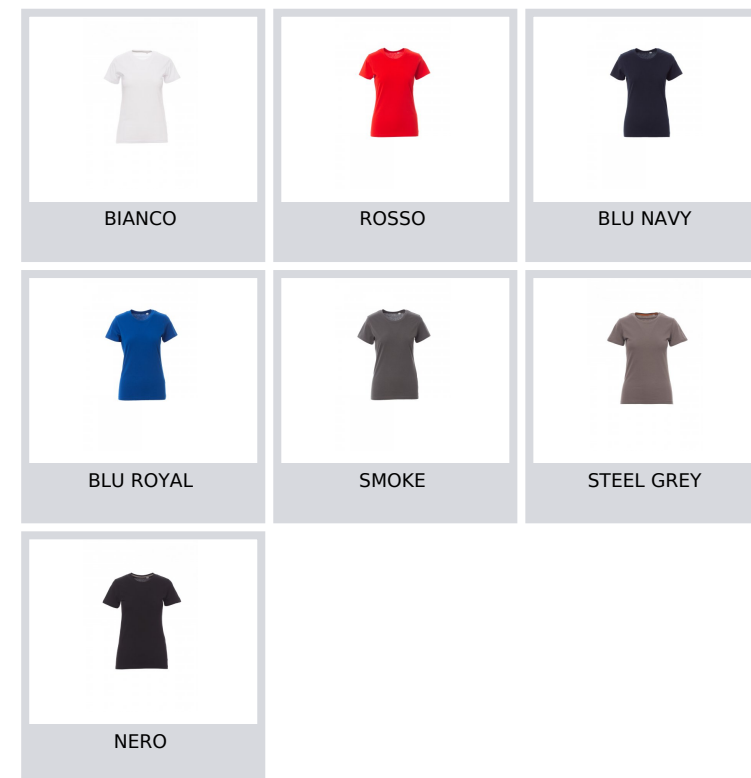 BIANCO
ROSSO
BLU NAVY
BLU ROYAL
SMOKE
STEEL GREY
NERO